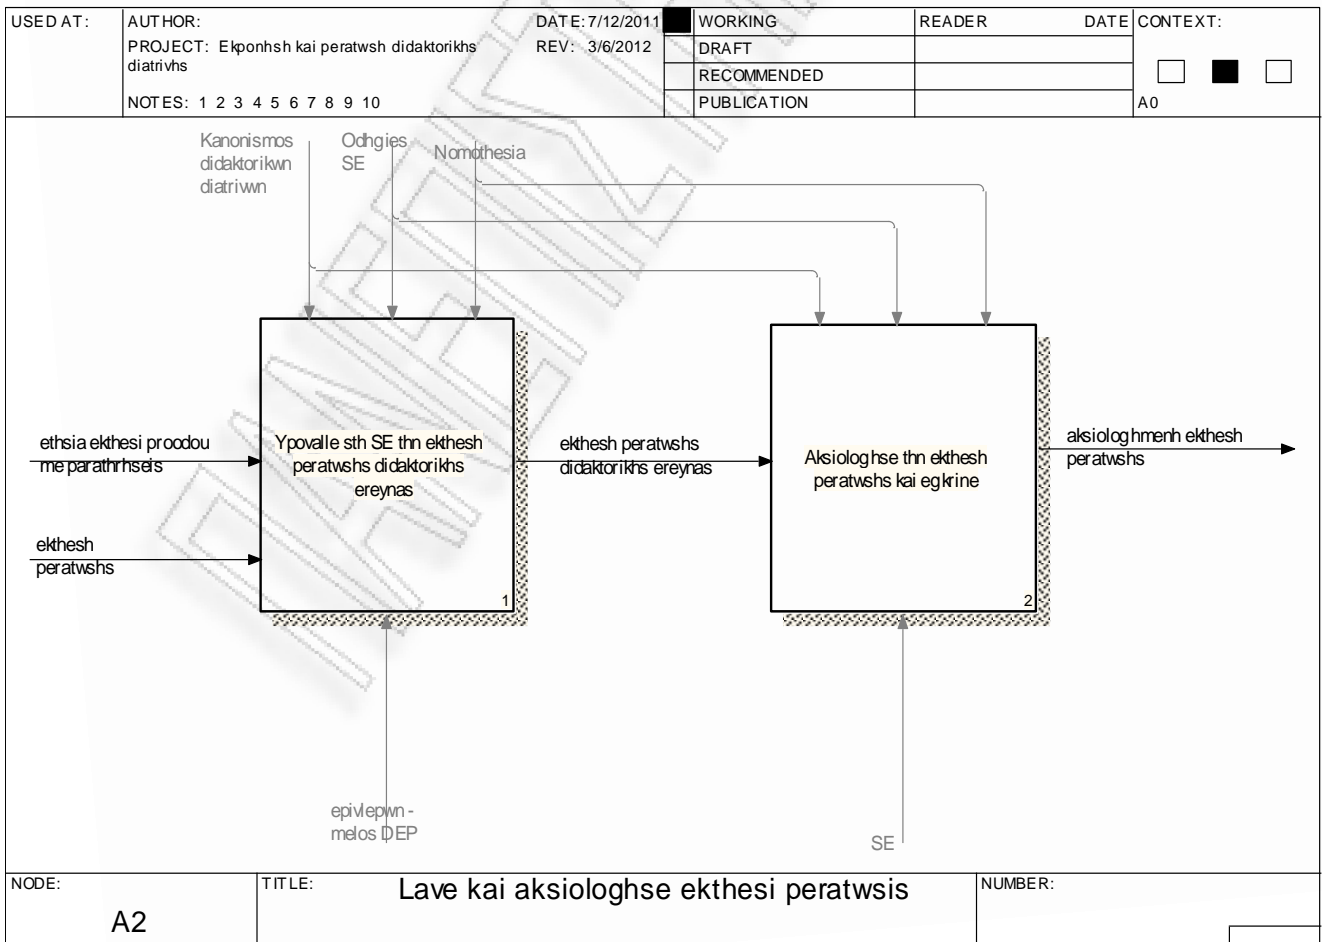 USED AT:
AUTHOR:
DATE: 7/12/2011
WORKING
READER
DATE
CONTEXT:
PROJECT: Ekponhsh kai peratwsh didaktorikhs
diatrivhs
REV: 3/6/2012
DRAFT
RECOMMENDED
NOTES: 1 2 3 4 5 6 7 8 9 10
PUBLICATION
A0
Kanonismos
didaktorikwn
diatriwn
Odhgies
SE
Nomothesia
ethsia ekthesi proodou
me parathrhseis
ekthesh
peratwshs
Ypovalle sth SE thn ekthesh
peratwshs didaktorikhs
ereynas
1
ekthesh peratwshs
didaktorikhs ereynas
Aksiologhse thn ekthesh
peratwshs kai egkrine
2
aksiologhmenh ekthesh
peratwshs
epivlepwn -
melos DEP
SE
NODE:
A2
TITLE:
Lave kai aksiologhse ekthesi peratwsis
NUMBER: